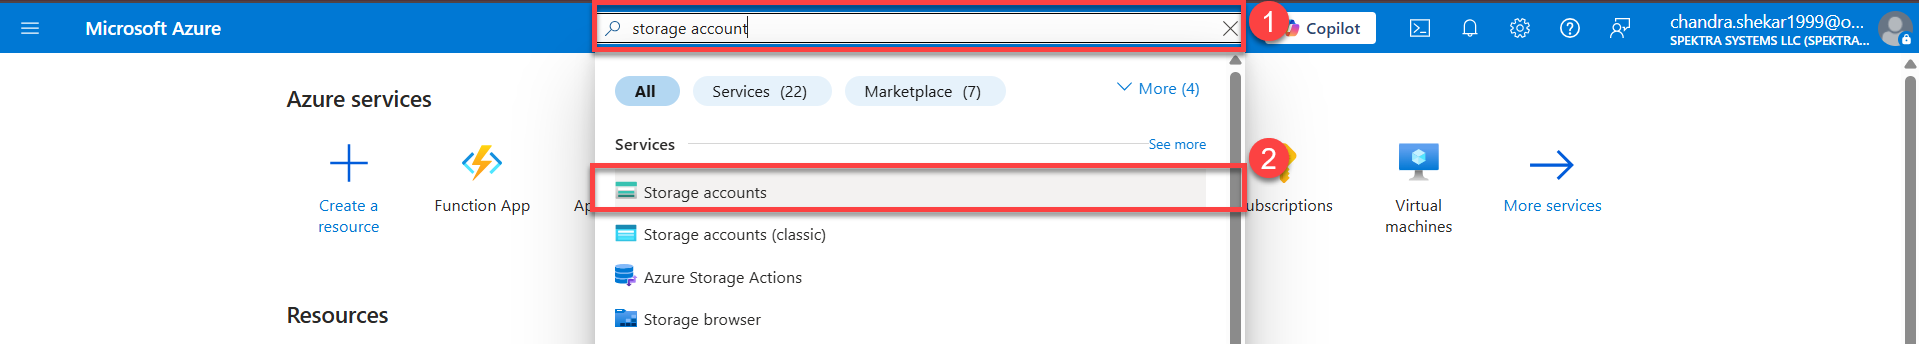 Microsoft Azure
storage account
1
Copilot
chandra.shekar1999@o...
SPEKTRA SYSTEMS LLC (SPEKTRA...
All
Services (22)
Marketplace (7)
More (4)
Azure services
Services
See more
2
Create a
resource
Function App
Ap
Storage accounts
ubscriptions
Virtual
machines
More services
Storage accounts (classic)
Azure Storage Actions
Resources
Storage browser